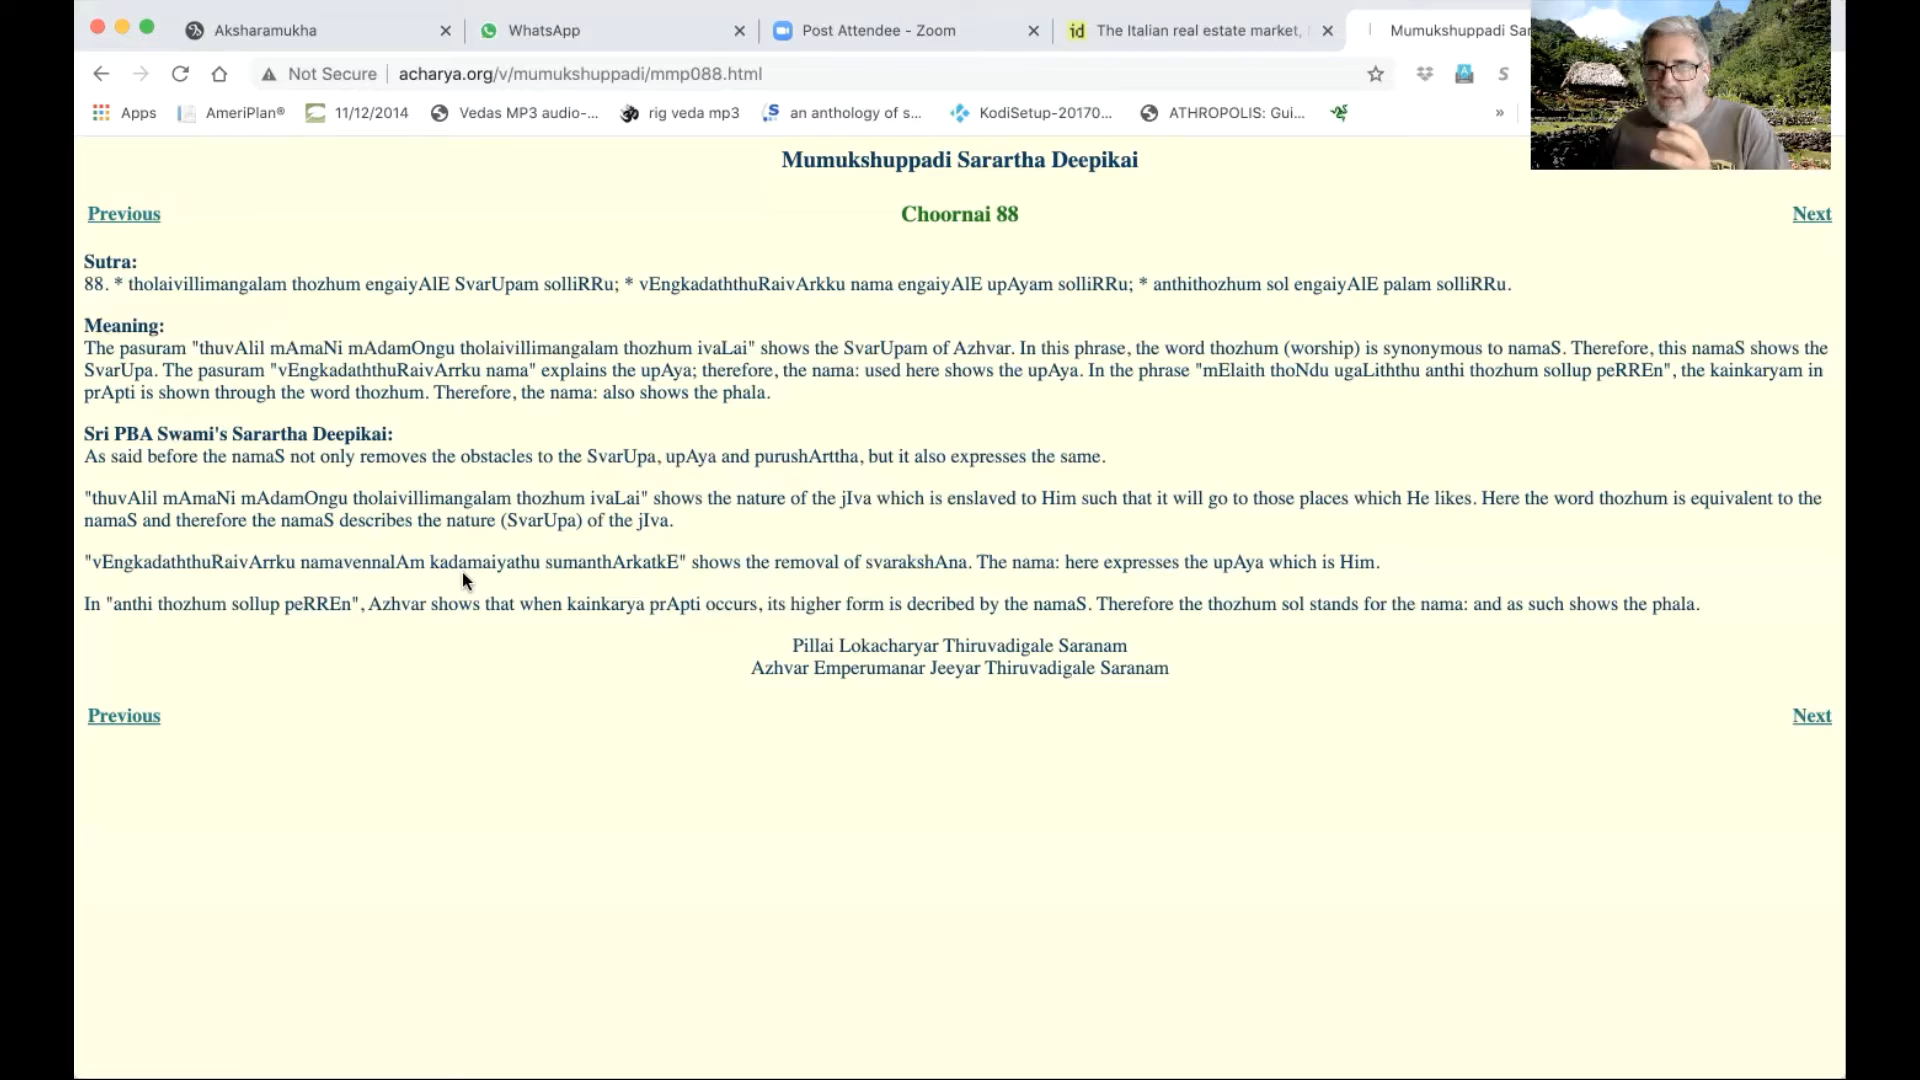 Aksharamukha
WhatsApp
Post Attendee - Zoom
id The Italian real estate market,
Mumukshuppadi Sar
Not Secure acharya.org/v/mumukshuppadi/mmp088.html
Apps AmeriPlan® 11/12/2014 Vedas MP3 audio-... rig veda mp3 an anthology of s... KodiSetup-20170... ATHROPOLIS: Gui... »
Mumukshuppadi Sarartha Deepikai
Previous Choornai 88 Next
Sutra:
88. * tholaivillimangalam thozhum engaiyAlE SvarUpam solliRRu; * vEngkadaththuRaivArkku nama engaiyAlE upAyam solliRRu; * anthithozhum sol engaiyAlE palam solliRRu.
Meaning:
The pasuram "thuvAlil mAmaNi mAdamOngu tholaivillimangalam thozhum ivaLai" shows the SvarUpam of Azhvar. In this phrase, the word thozhum (worship) is synonymous to namaS. Therefore, this namaS shows the
SvarUpa. The pasuram "vEngkadaththuRaivArrku nama" explains the upAya; therefore, the nama: used here shows the upAya. In the phrase "mElaith thoNdu ugaLiththu anthi thozhum sollup peRREn", the kainkaryam in
prApti is shown through the word thozhum. Therefore, the nama: also shows the phala.
Sri PBA Swami's Sarartha Deepikai:
As said before the namaS not only removes the obstacles to the SvarUpa, upAya and purushArttha, but it also expresses the same.
"thuvAlil mAmaNi mAdamOngu tholaivillimangalam thozhum ivaLai" shows the nature of the jIva which is enslaved to Him such that it will go to those places which He likes. Here the word thozhum is equivalent to the
namaS and therefore the namaS describes the nature (SvarUpa) of the jIva.
"vEngkadaththuRaivArrku namavennalAm kadamaiyathu sumanthArkatkE" shows the removal of svarakshAna. The nama: here expresses the upAya which is Him.
In "anthi thozhum sollup peRREn", Azhvar shows that when kainkarya prApti occurs, its higher form is decribed by the namaS. Therefore the thozhum sol stands for the nama: and as such shows the phala.
Pillai Lokacharyar Thiruvadigale Saranam
Azhvar Emperumanar Jeeyar Thiruvadigale Saranam
Previous Next